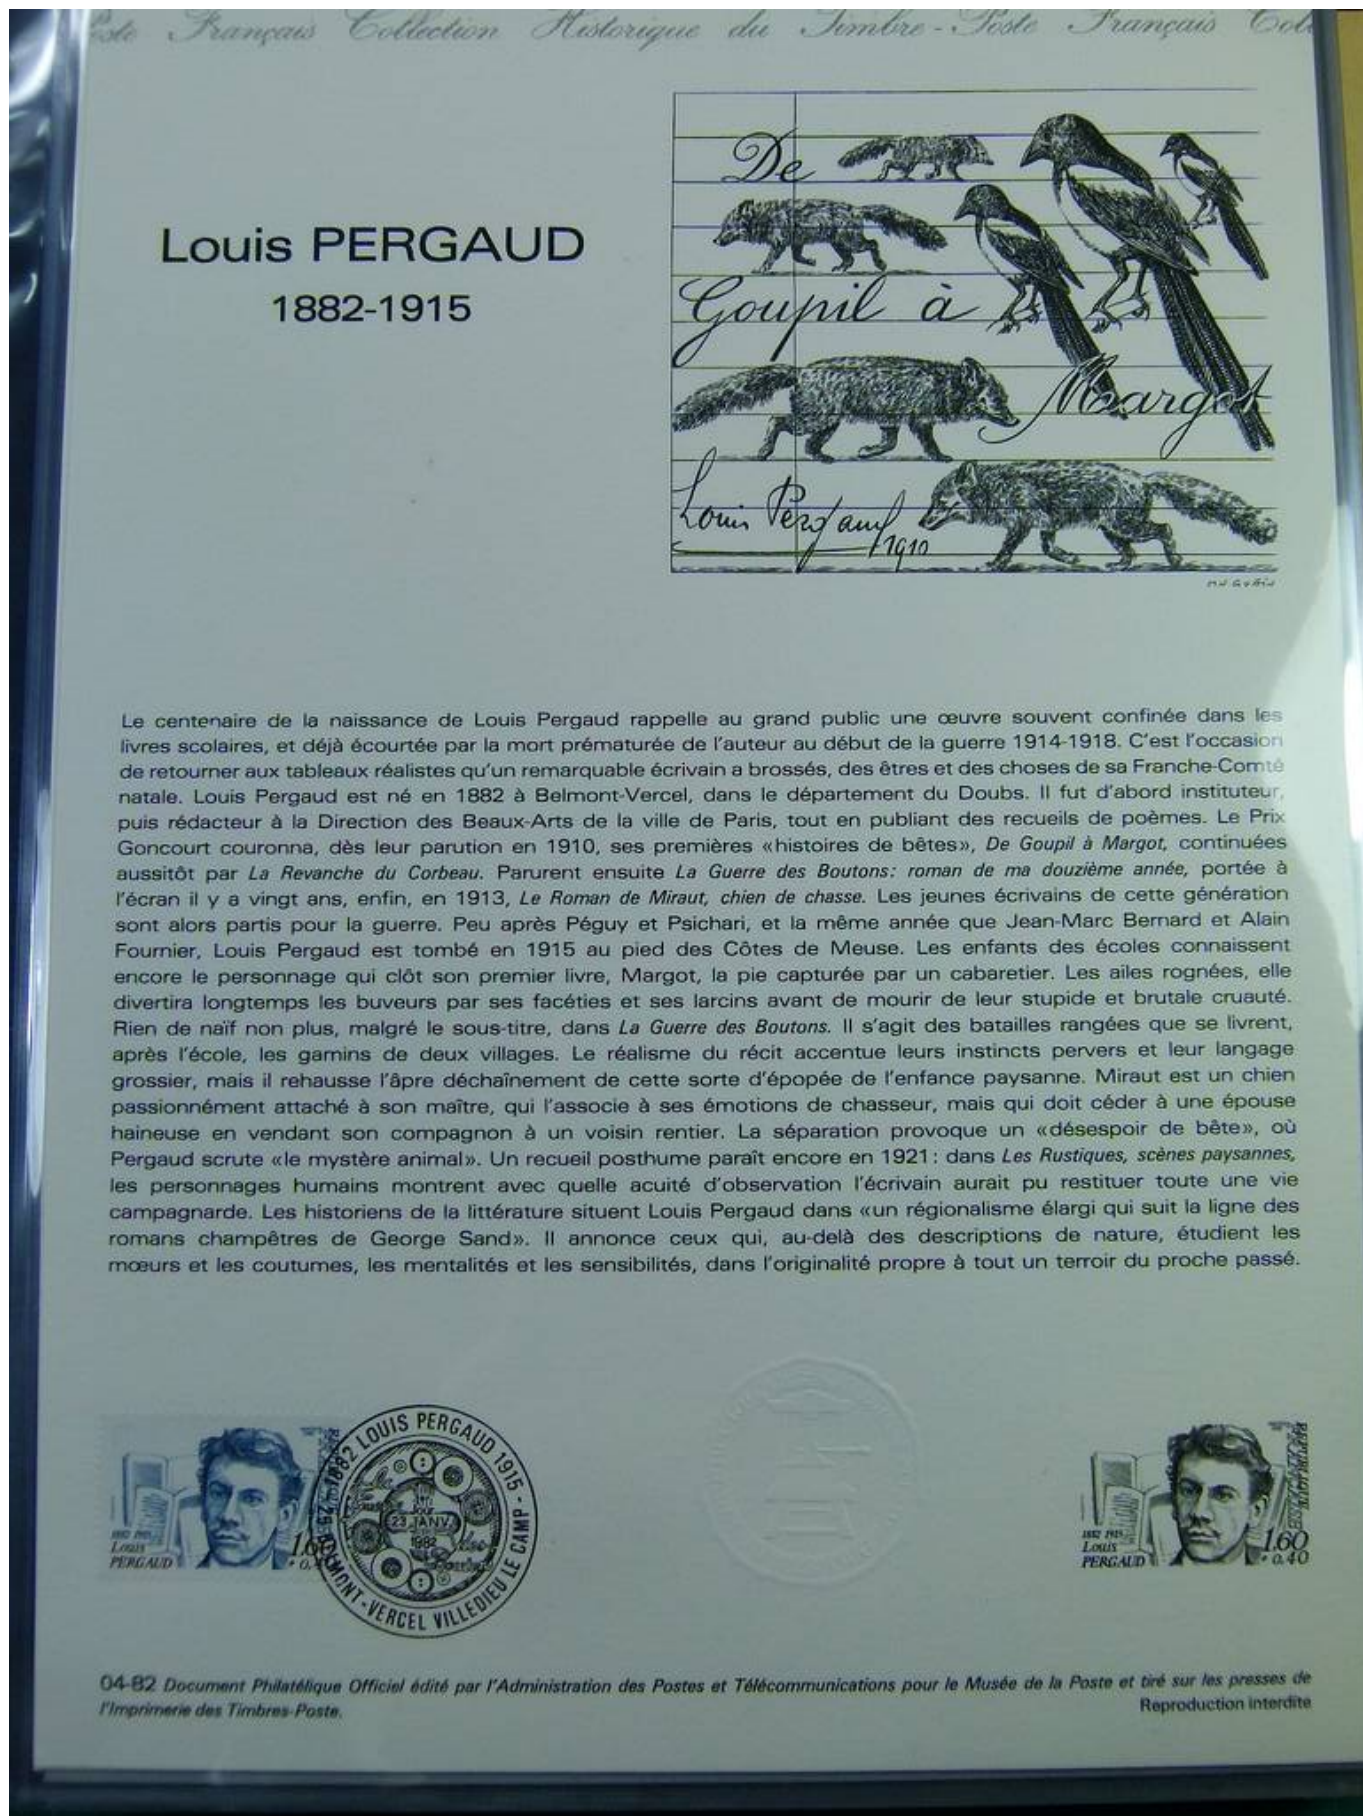 Poste Français Collection Historique du Timbre-Poste Français
Louis PERGAUD
1882-1915
De
Goupil à
Margot
Louis Pergaud
1910
Le centenaire de la naissance de Louis Pergaud rappelle au grand public une œuvre souvent confinée dans les
livres scolaires, et déjà écourtée par la mort prématurée de l'auteur au début de la guerre 1914-1918. C'est l'occasion
de retourner aux tableaux réalistes qu'un remarquable écrivain a brossés, des êtres et des choses de sa Franche-Comté
natale. Louis Pergaud est né en 1882 à Belmont-Vercel, dans le département du Doubs. Il fut d'abord instituteur,
puis rédacteur à la Direction des Beaux-Arts de la ville de Paris, tout en publiant des recueils de poèmes. Le Prix
Goncourt couronna, dès leur parution en 1910, ses premières «histoires de bêtes», De Goupil à Margot, continuées
aussitôt par La Revanche du Corbeau. Parurent ensuite La Guerre des Boutons: roman de ma douzième année, portée à
l'écran il y a vingt ans, enfin, en 1913, Le Roman de Miraut, chien de chasse. Les jeunes écrivains de cette génération
sont alors partis pour la guerre. Peu après Péguy et Psichari, et la même année que Jean-Marc Bernard et Alain
Fournier, Louis Pergaud est tombé en 1915 au pied des Côtes de Meuse. Les enfants des écoles connaissent
encore le personnage qui clôt son premier livre, Margot, la pie capturée par un cabaretier. Les ailes rognées, elle
divertira longtemps les buveurs par ses facéties et ses larcins avant de mourir de leur stupide et brutale cruauté.
Rien de naïf non plus, malgré le sous-titre, dans La Guerre des Boutons. Il s'agit des batailles rangées que se livrent,
après l'école, les gamins de deux villages. Le réalisme du récit accentue leurs instincts pervers et leur langage
grossier, mais il rehausse l'âpre déchaînement de cette sorte d'épopée de l'enfance paysanne. Miraut est un chien
passionnément attaché à son maître, qui l'associe à ses émotions de chasseur, mais qui doit céder à une épouse
haineuse en vendant son compagnon à un voisin rentier. La séparation provoque un «désespoir de bête», où
Pergaud scrute «le mystère animal». Un recueil posthume paraît encore en 1921: dans Les Rustiques, scènes paysannes,
les personnages humains montrent avec quelle acuité d'observation l'écrivain aurait pu restituer toute une vie
campagnarde. Les historiens de la littérature situent Louis Pergaud dans «un régionalisme élargi qui suit la ligne des
romans champêtres de George Sand». Il annonce ceux qui, au-delà des descriptions de nature, étudient les
mœurs et les coutumes, les mentalités et les sensibilités, dans l'originalité propre à tout un terroir du proche passé.
1882 1915
Louis
PERGAUD
1882 LOUIS PERGAUD 1915
23 JANV.
1982
25 BELMONT-VERCEL VILLEDIEU LE CAMP
1882 1915
Louis
PERGAUD
1.60
+ 0.40
04-82 Document Philatélique Officiel édité par l'Administration des Postes et Télécommunications pour le Musée de la Poste et tiré sur les presses de
l'Imprimerie des Timbres-Poste.
Reproduction interdite